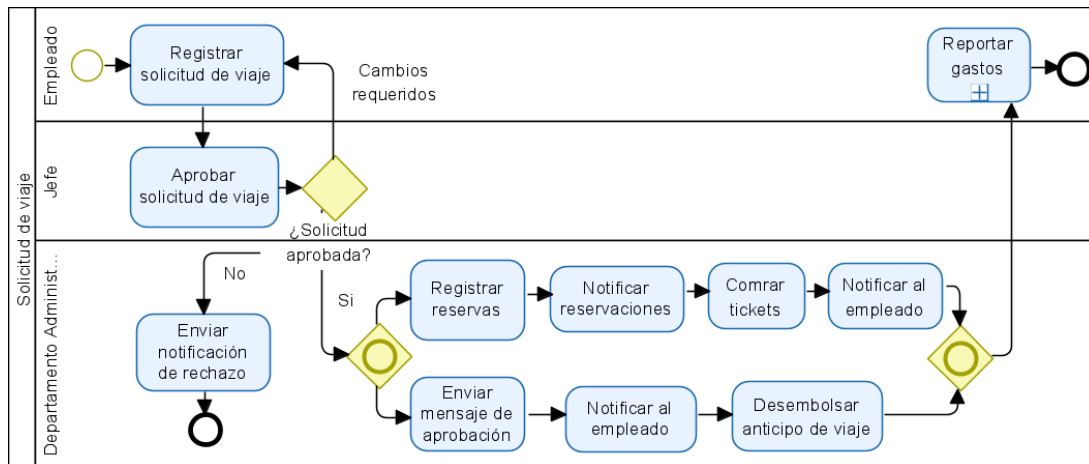 Solicitud de viaje
Empleado
Registrar
solicitud de viaje
Cambios
requeridos
Reportar
gastos
Jefe
Aprobar
solicitud de viaje
¿Solicitud
aprobada?
Departamento Administ...
No
Si
Enviar
notificación
de rechazo
Registrar
reservas
Notificar
reservaciones
Comrar
tickets
Notificar al
empleado
Enviar
mensaje de
aprobación
Notificar al
empleado
Desembolsar
anticipo de viaje